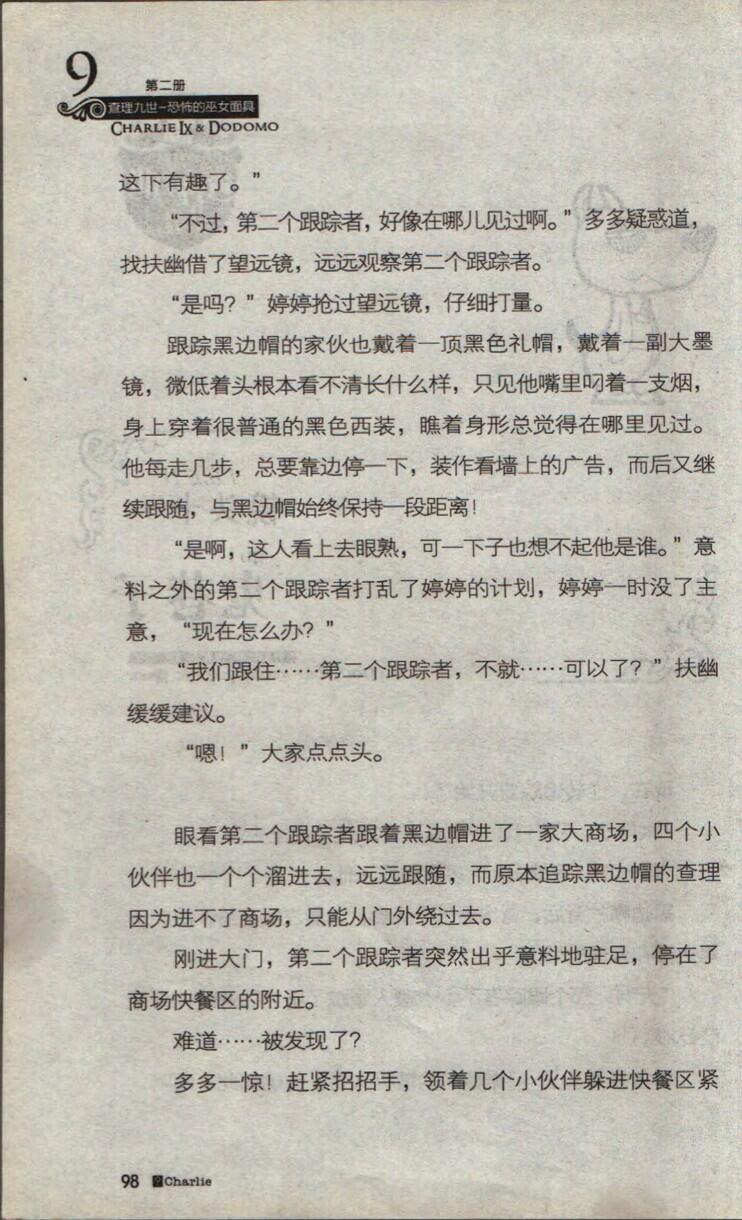 9
第二册
查理九世-恐怖的巫女面具
CHARLIE IX & DODOMO
这下有趣了。”
“不过，第二个跟踪者，好像在哪儿见过啊。”多多疑惑道，
找扶幽借了望远镜，远远观察第二个跟踪者。
“是吗？”婷婷抢过望远镜，仔细打量。
跟踪黑边帽的家伙也戴着一顶黑色礼帽，戴着一副大墨
镜，微低着头根本看不清长什么样，只见他嘴里叼着一支烟，
身上穿着很普通的黑色西装，瞧着身形总觉得在哪里见过。
他每走几步，总要靠边停一下，装作看墙上的广告，而后又继
续跟随，与黑边帽始终保持一段距离！
“是啊，这人看上去眼熟，可一下子也想不起他是谁。”意
料之外的第二个跟踪者打乱了婷婷的计划，婷婷一时没了主
意，“现在怎么办？”
“我们跟住……第二个跟踪者，不就……可以了？”扶幽
缓缓建议。
“嗯！”大家点点头。
眼看第二个跟踪者跟着黑边帽进了一家大商场，四个小
伙伴也一个个溜进去，远远跟随，而原本追踪黑边帽的查理
因为进不了商场，只能从门外绕过去。
刚进大门，第二个跟踪者突然出乎意料地驻足，停在了
商场快餐区的附近。
难道……被发现了？
多多一惊！赶紧招招手，领着几个小伙伴躲进快餐区紧
98 Charlie